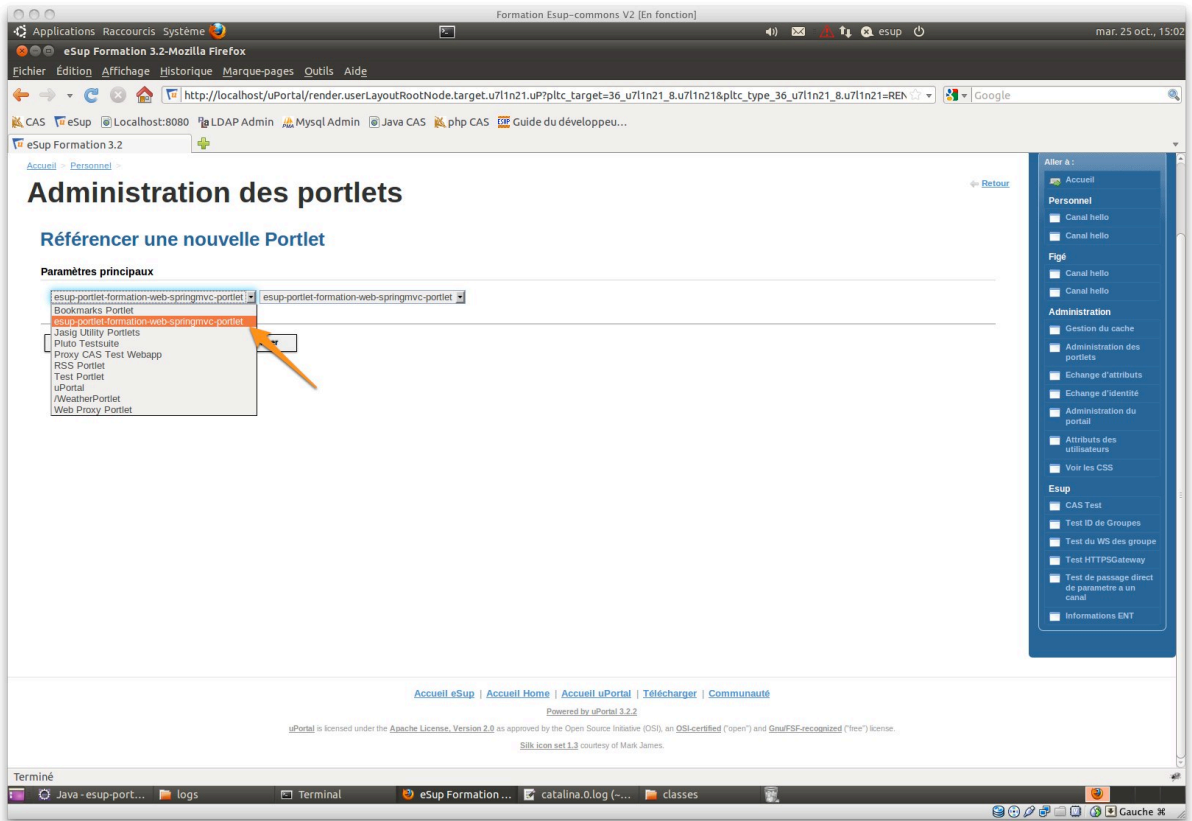 Formation Esup-commons V2 [En fonction]
Applications Raccourcis Système esup mar. 25 oct., 15:02
eSup Formation 3.2-Mozilla Firefox
Fichier Édition Affichage Historique Marque-pages Outils Aide
http://localhost/uPortal/render.userLayoutRootNode.target.u7l1n21.uP?pltc_target=36_u7l1n21_8.u7l1n21&pltc_type_36_u7l1n21_8.u7l1n21=REN Google
CAS eSup Localhost:8080 LDAP Admin Mysql Admin Java CAS php CAS Guide du développeu...
eSup Formation 3.2
Accueil > Personnel >
Administration des portlets
Retour
Référencer une nouvelle Portlet
Paramètres principaux
esup-portlet-formation-web-springmvc-portlet esup-portlet-formation-web-springmvc-portlet
Bookmarks Portlet
esup-portlet-formation-web-springmvc-portlet
Jasig Utility Portlets
Pluto Testsuite
Proxy CAS Test Webapp
RSS Portlet
Test Portlet
uPortal
/WeatherPortlet
Web Proxy Portlet
Aller à :
Accueil
Personnel
Canal hello
Canal hello
Figé
Canal hello
Canal hello
Administration
Gestion du cache
Administration des
portlets
Echange d'attributs
Echange d'identité
Administration du
portail
Attributs des
utilisateurs
Voir les CSS
Esup
CAS Test
Test ID de Groupes
Test du WS des groupe
Test HTTPSGateway
Test de passage direct
de parametre a un
canal
Informations ENT
Accueil eSup | Accueil Home | Accueil uPortal | Télécharger | Communauté
Powered by uPortal 3.2.2
uPortal is licensed under the Apache License, Version 2.0 as approved by the Open Source Initiative (OSI), an OSI-certified ("open") and Gnu/FSF-recognized ("free") license.
Silk icon set 1.3 courtesy of Mark James.
Terminé
Java - esup-port... logs Terminal eSup Formation ... catalina.0.log (~... classes
Gauche ⌘